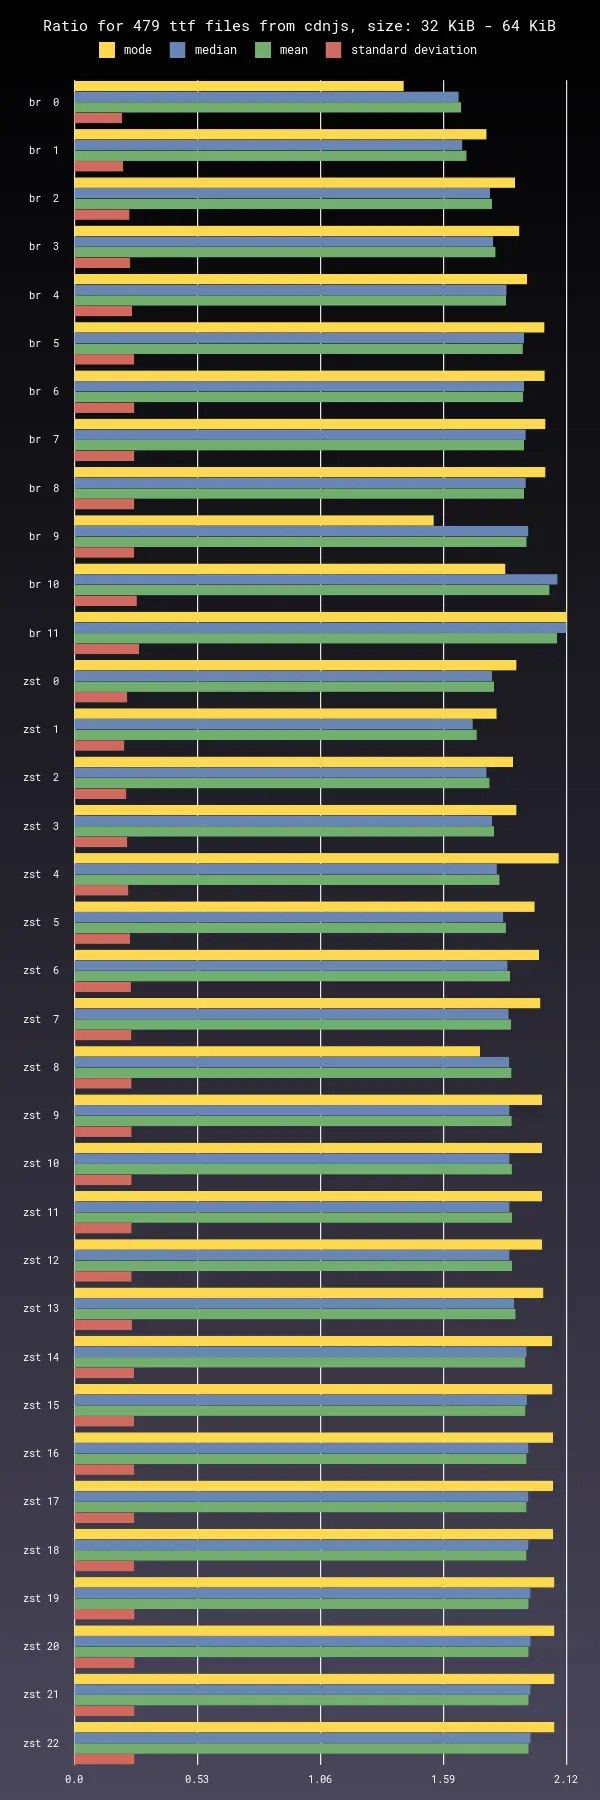 Ratio for 479 ttf files from cdnjs, size: 32 KiB - 64 KiB
mode median mean standard deviation
br 0
br 1
br 2
br 3
br 4
br 5
br 6
br 7
br 8
br 9
br 10
br 11
zst 0
zst 1
zst 2
zst 3
zst 4
zst 5
zst 6
zst 7
zst 8
zst 9
zst 10
zst 11
zst 12
zst 13
zst 14
zst 15
zst 16
zst 17
zst 18
zst 19
zst 20
zst 21
zst 22
0.0 0.53 1.06 1.59 2.12